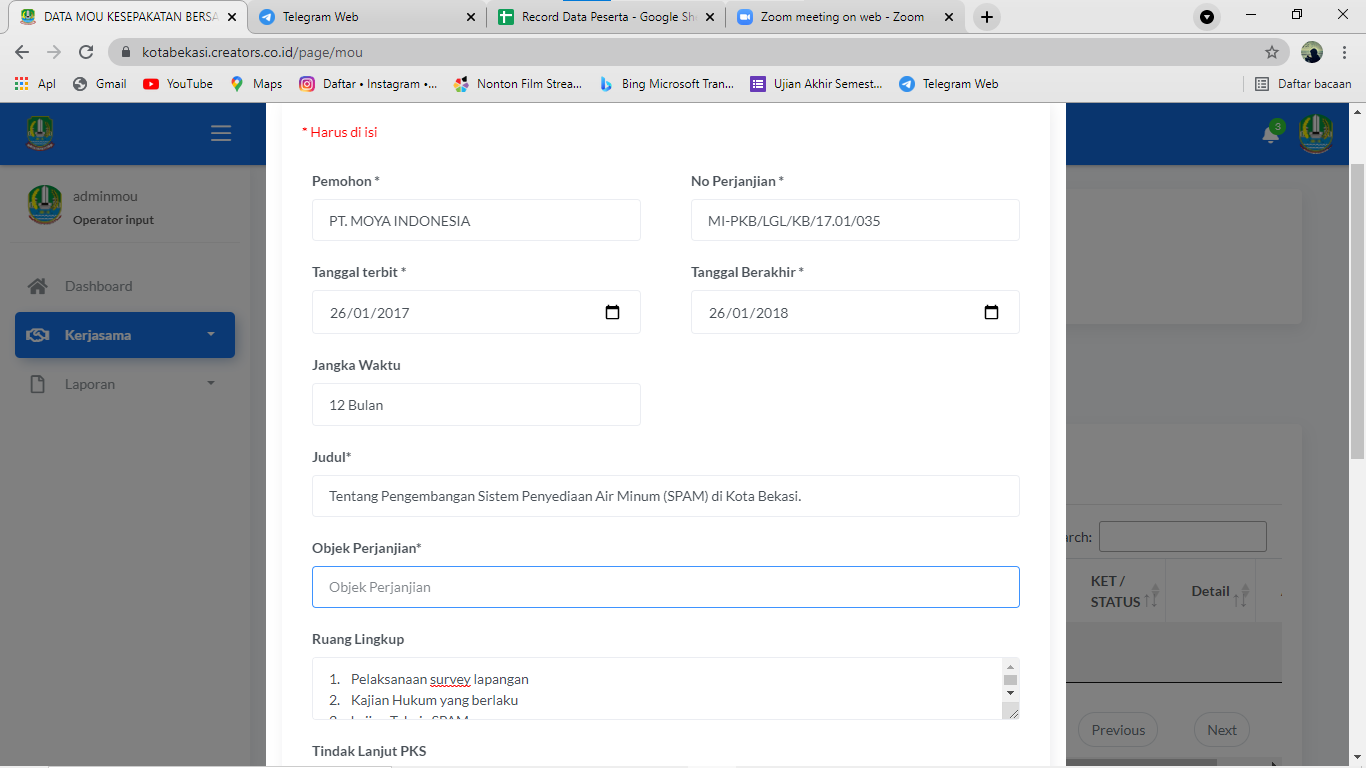 DATA MOU KESEPAKATAN BERSA
Telegram Web
Record Data Peserta - Google She
Zoom meeting on web - Zoom
kotabekasi.creators.co.id/page/mou
Apl
Gmail
YouTube
Maps
Daftar • Instagram •...
Nonton Film Strea...
Bing Microsoft Tran...
Ujian Akhir Semest...
Telegram Web
Daftar bacaan
3
adminmou
Operator input
Dashboard
Kerjasama
Laporan
* Harus di isi
Pemohon *
No Perjanjian *
PT. MOYA INDONESIA
MI-PKB/LGL/KB/17.01/035
Tanggal terbit *
Tanggal Berakhir *
26/01/2017
26/01/2018
Jangka Waktu
12 Bulan
Judul*
Tentang Pengembangan Sistem Penyediaan Air Minum (SPAM) di Kota Bekasi.
Objek Perjanjian*
Objek Perjanjian
Ruang Lingkup
1. Pelaksanaan survey lapangan
2. Kajian Hukum yang berlaku
Tindak Lanjut PKS
arch:
KET /
STATUS
Detail
Previous
Next